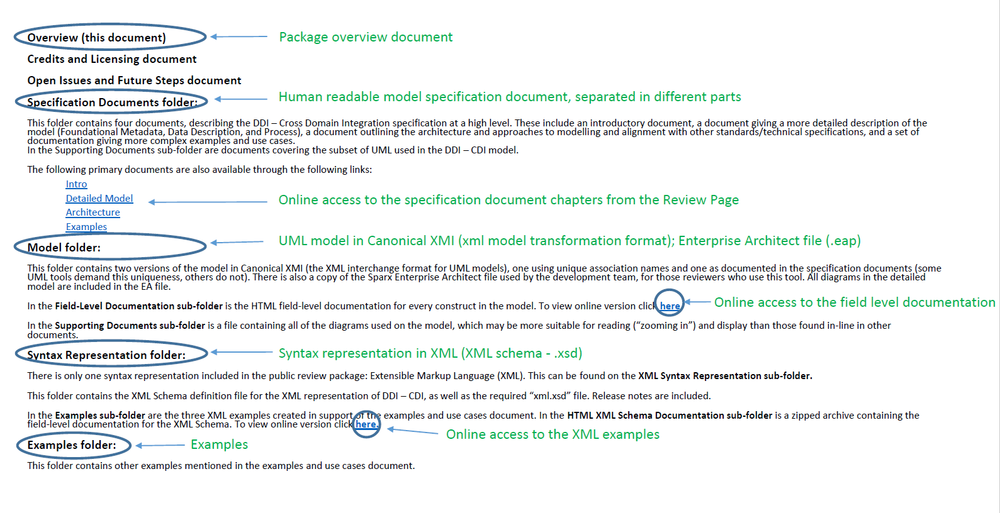 Overview (this document) Package overview document
Credits and Licensing document
Open Issues and Future Steps document
Specification Documents folder: Human readable model specification document, separated in different parts
This folder contains four documents, describing the DDI – Cross Domain Integration specification at a high level. These include an introductory document, a document giving a more detailed description of the
model (Foundational Metadata, Data Description, and Process), a document outlining the architecture and approaches to modelling and alignment with other standards/technical specifications, and a set of
documentation giving more complex examples and use cases.
In the Supporting Documents sub-folder are documents covering the subset of UML used in the DDI – CDI model.
The following primary documents are also available through the following links:
Intro
Detailed Model Online access to the specification document chapters from the Review Page
Architecture
Examples
Model folder: UML model in Canonical XMI (xml model transformation format); Enterprise Architect file (.eap)
This folder contains two versions of the model in Canonical XMI (the XML interchange format for UML models), one using unique association names and one as documented in the specification documents (some
UML tools demand this uniqueness, others do not). There is also a copy of the Sparx Enterprise Architect file used by the development team, for those reviewers who use this tool. All diagrams in the detailed
model are included in the EA file.
In the Field-Level Documentation sub-folder is the HTML field-level documentation for every construct in the model. To view online version click here Online access to the field level documentation
In the Supporting Documents sub-folder is a file containing all of the diagrams used on the model, which may be more suitable for reading (“zooming in”) and display than those found in-line in other
documents.
Syntax Representation folder: Syntax representation in XML (XML schema - .xsd)
There is only one syntax representation included in the public review package: Extensible Markup Language (XML). This can be found on the XML Syntax Representation sub-folder.
This folder contains the XML Schema definition file for the XML representation of DDI – CDI, as well as the required “xml.xsd” file. Release notes are included.
In the Examples sub-folder are the three XML examples created in support of the examples and use cases document. In the HTML XML Schema Documentation sub-folder is a zipped archive containing the
field-level documentation for the XML Schema. To view online version click here.
Online access to the XML examples
Examples folder: Examples
This folder contains other examples mentioned in the examples and use cases document.